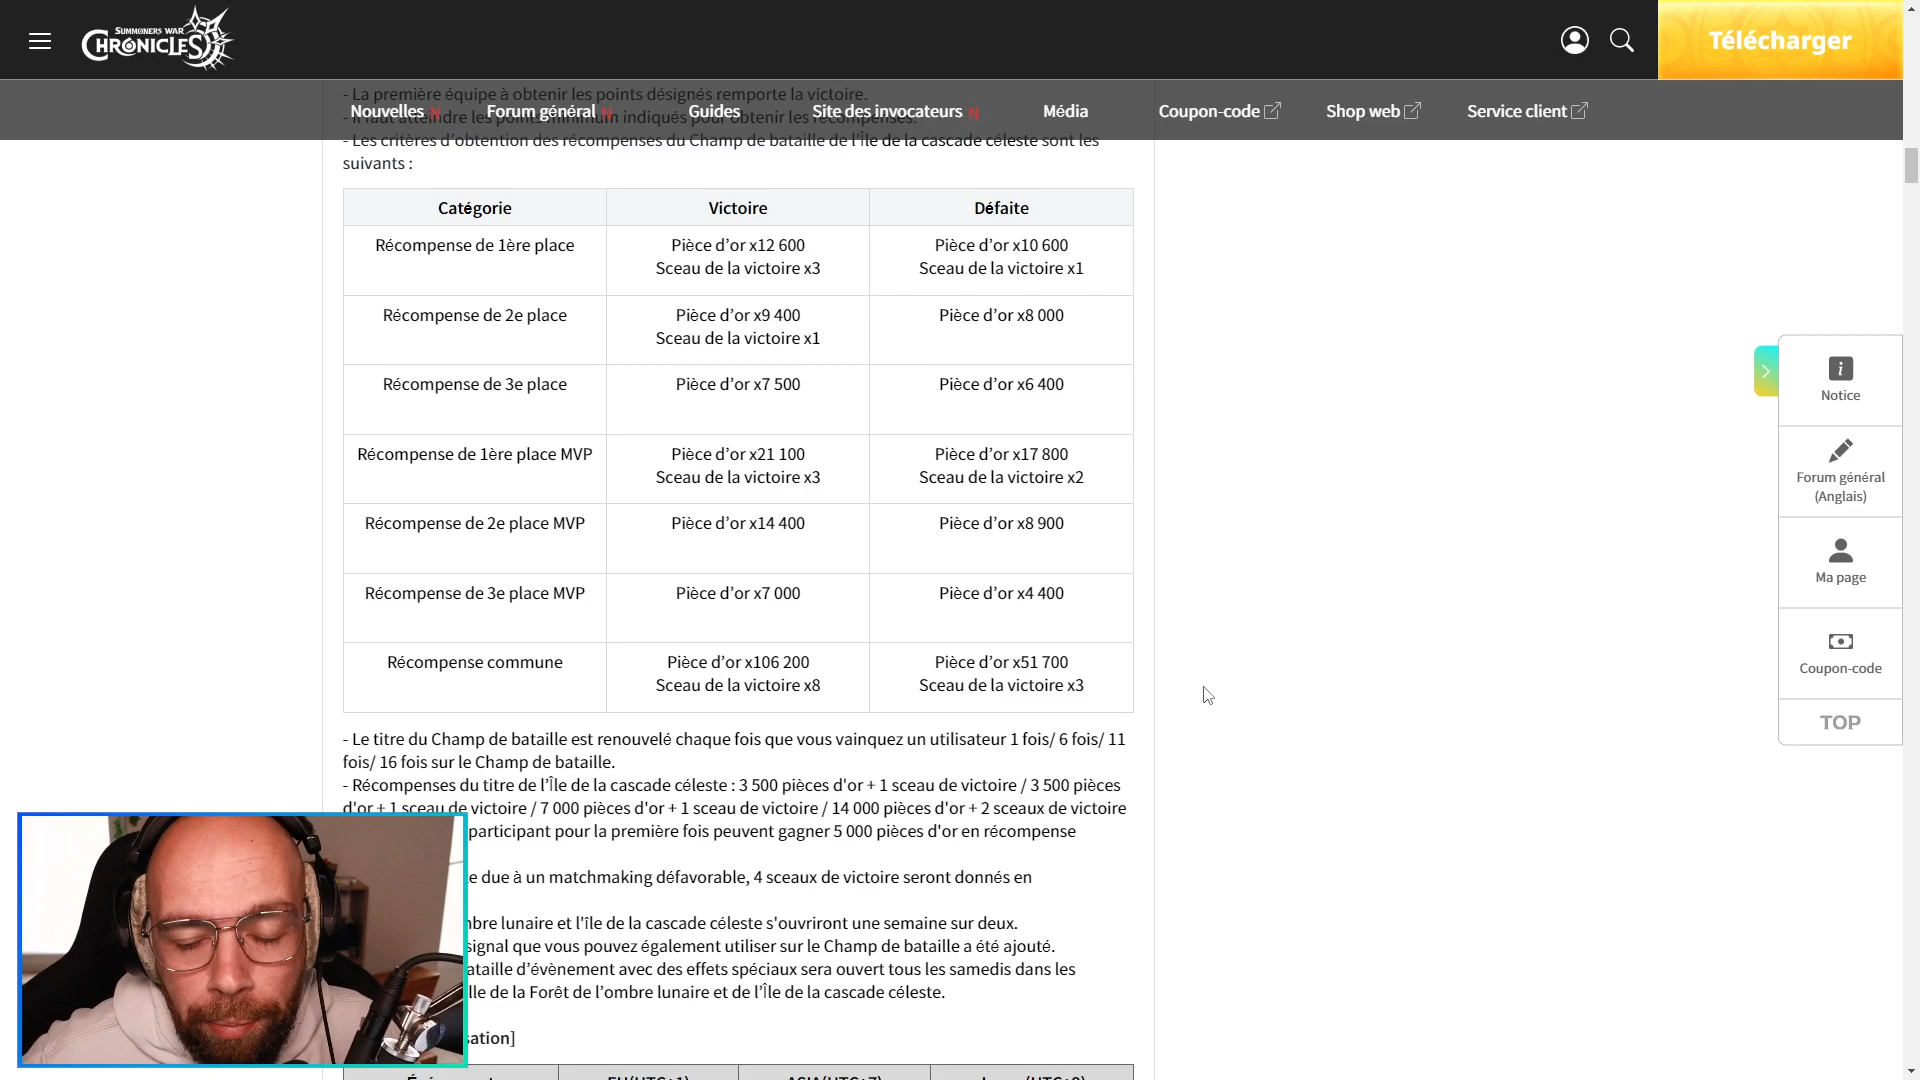 SUMMONERS WAR
CHRONICLES
Télécharger
- La première équipe à obtenir les points désignés remporte la victoire.
Nouvelles N Forum général N Guides Site des invocateurs N Média Coupon-code Shop web Service client
- Il faut atteindre les points minimum indiqués pour obtenir les récompenses.
- Les critères d’obtention des récompenses du Champ de bataille de l’Île de la cascade céleste sont les
suivants :
Catégorie Victoire Défaite
Récompense de 1ère place Pièce d’or x12 600 Pièce d’or x10 600
Sceau de la victoire x3 Sceau de la victoire x1
Récompense de 2e place Pièce d’or x9 400 Pièce d’or x8 000
Sceau de la victoire x1
Récompense de 3e place Pièce d’or x7 500 Pièce d’or x6 400
Récompense de 1ère place MVP Pièce d’or x21 100 Pièce d’or x17 800
Sceau de la victoire x3 Sceau de la victoire x2
Récompense de 2e place MVP Pièce d’or x14 400 Pièce d’or x8 900
Récompense de 3e place MVP Pièce d’or x7 000 Pièce d’or x4 400
Récompense commune Pièce d’or x106 200 Pièce d’or x51 700
Sceau de la victoire x8 Sceau de la victoire x3
- Le titre du Champ de bataille est renouvelé chaque fois que vous vainquez un utilisateur 1 fois/ 6 fois/ 11
fois/ 16 fois sur le Champ de bataille.
- Récompenses du titre de l’Île de la cascade céleste : 3 500 pièces d'or + 1 sceau de victoire / 3 500 pièces
d'or + 1 sceau de victoire / 7 000 pièces d'or + 1 sceau de victoire / 14 000 pièces d'or + 2 sceaux de victoire
participant pour la première fois peuvent gagner 5 000 pièces d'or en récompense
e due à un matchmaking défavorable, 4 sceaux de victoire seront donnés en
bre lunaire et l'île de la cascade céleste s'ouvriront une semaine sur deux.
signal que vous pouvez également utiliser sur le Champ de bataille a été ajouté.
ataille d’évènement avec des effets spéciaux sera ouvert tous les samedis dans les
lle de la Forêt de l’ombre lunaire et de l’Île de la cascade céleste.
sation]
EU(UTC+1) ASIA(UTC+7)
Notice
Forum général
(Anglais)
Ma page
Coupon-code
TOP